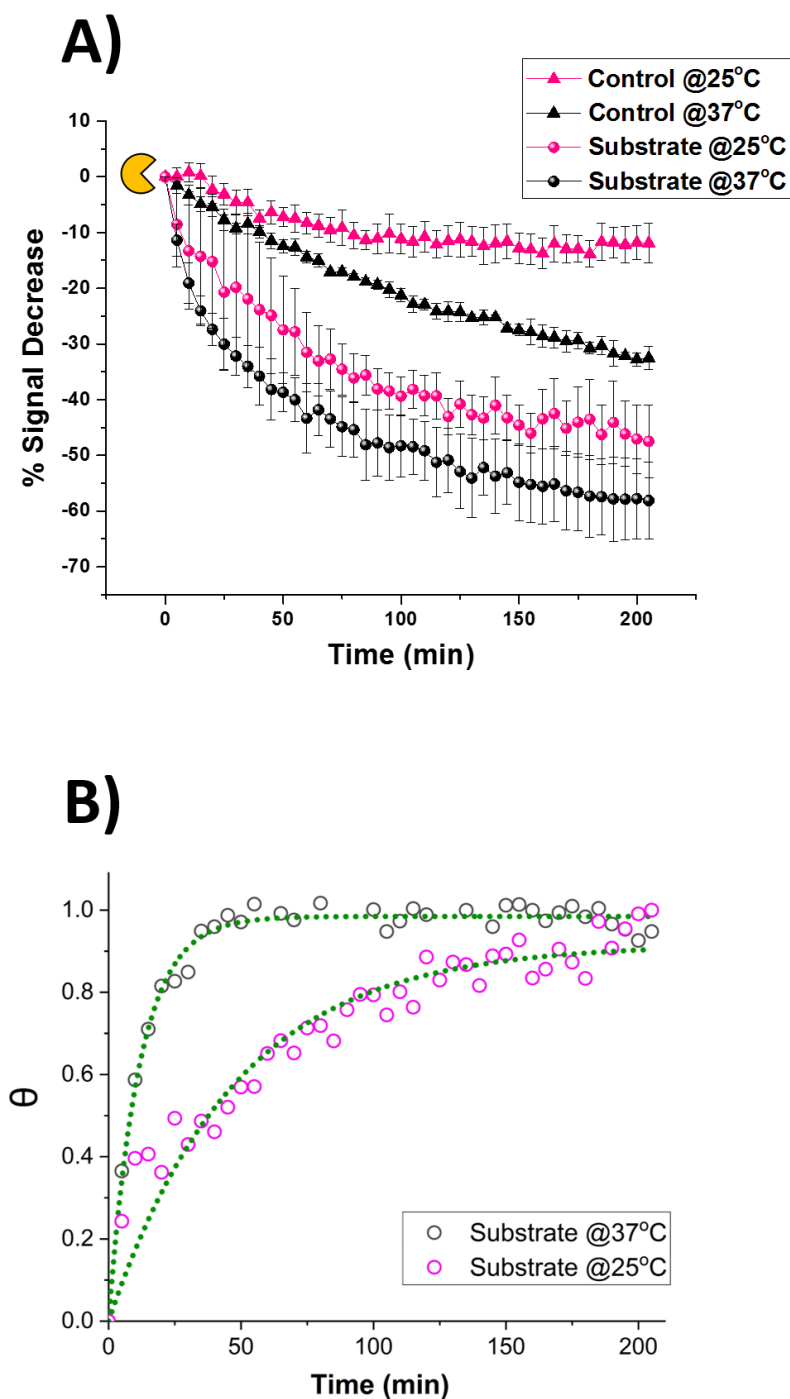 A)
Control @25°C
Control @37°C
Substrate @25°C
Substrate @37°C
10
0
-10
-20
-30
-40
-50
-60
-70
% Signal Decrease
0
50
100
150
200
Time (min)
B)
1.0
0.8
0.6
0.4
0.2
0.0
θ
Substrate @37°C
Substrate @25°C
0
50
100
150
200
Time (min)